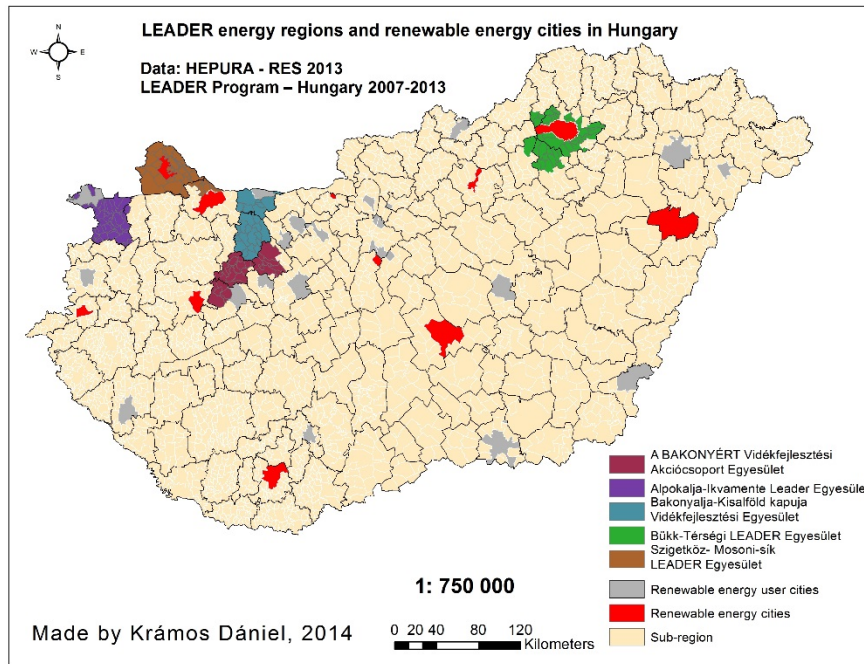 LEADER energy regions and renewable energy cities in Hungary
N
W
E
S
Data: HEPURA - RES 2013
LEADER Program – Hungary 2007-2013
A BAKONYÉRT Vidékfejlesztési
Akciócsoport Egyesület
Alpokalja-Ikvamente Leader Egyesüle
Bakonyalja-Kisalföld kapuja
Vidékfejlesztési Egyesület
Bükk-Térségi LEADER Egyesület
Szigetköz- Mosoni-sík
LEADER Egyesület
Renewable energy user cities
Renewable energy cities
Sub-region
1: 750 000
Made by Krámos Dániel, 2014
0 20 40 80 120
Kilometers